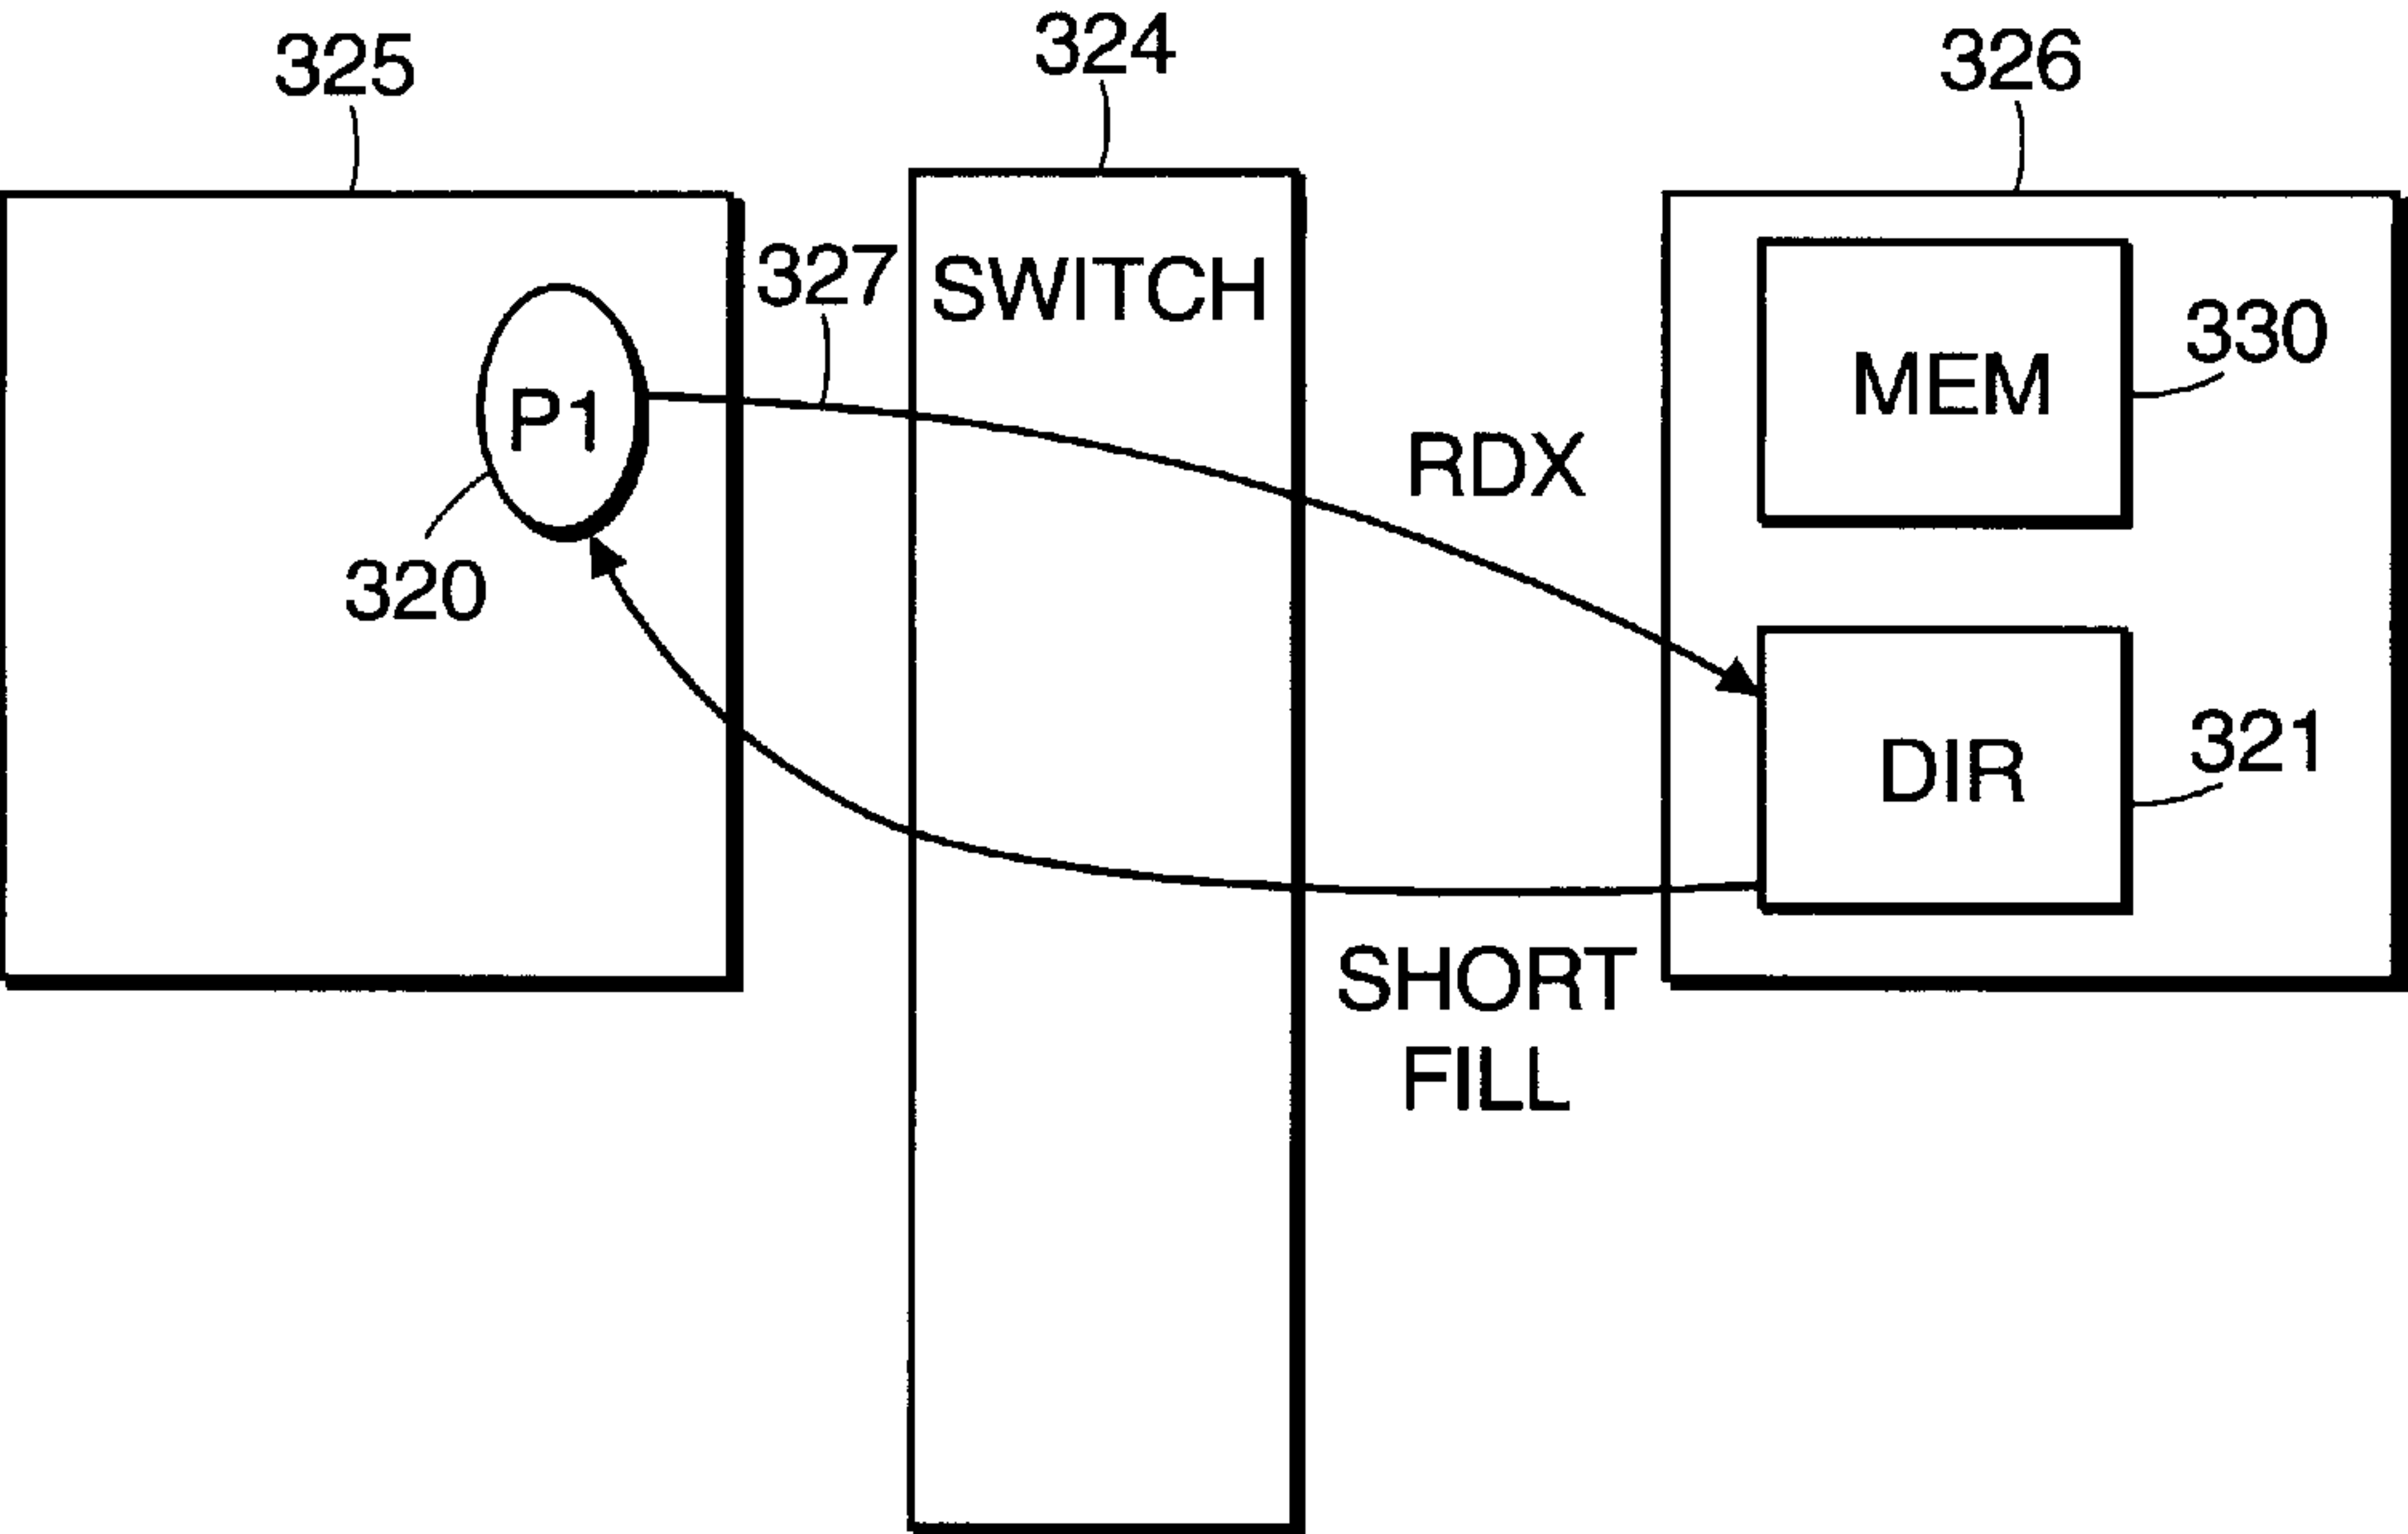 325
324
326
327
SWITCH
330
MEM
P1
RDX
320
321
DIR
SHORT
FILL